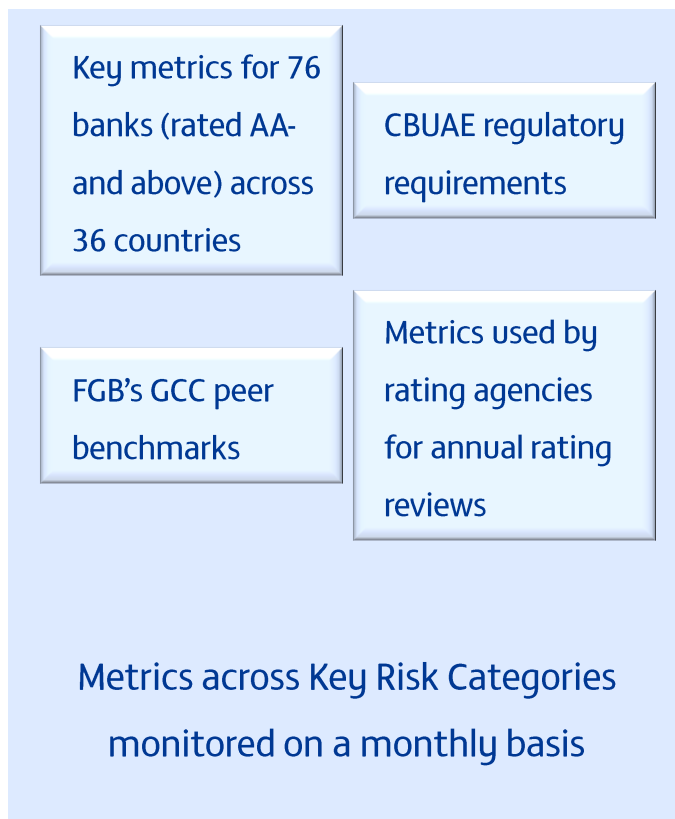 Key metrics for 76
banks (rated AA-
and above) across
36 countries
CBUAE regulatory
requirements
FGB’s GCC peer
benchmarks
Metrics used by
rating agencies
for annual rating
reviews
Metrics across Key Risk Categories
monitored on a monthly basis